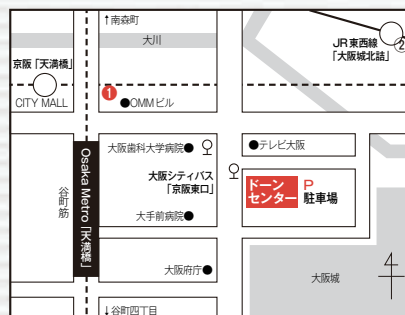 ↑南森町
大川
JR東西線
「大阪城北詰」
②
京阪「天満橋」
CITY MALL
1
●OMMビル
大阪歯科大学病院●
●テレビ大阪
Osaka Metro「天満橋」
大阪シティバス
「京阪東口」
谷町筋
ドーン
センター
P
駐車場
大手前病院●
大阪府庁●
大阪城
↓谷町四丁目